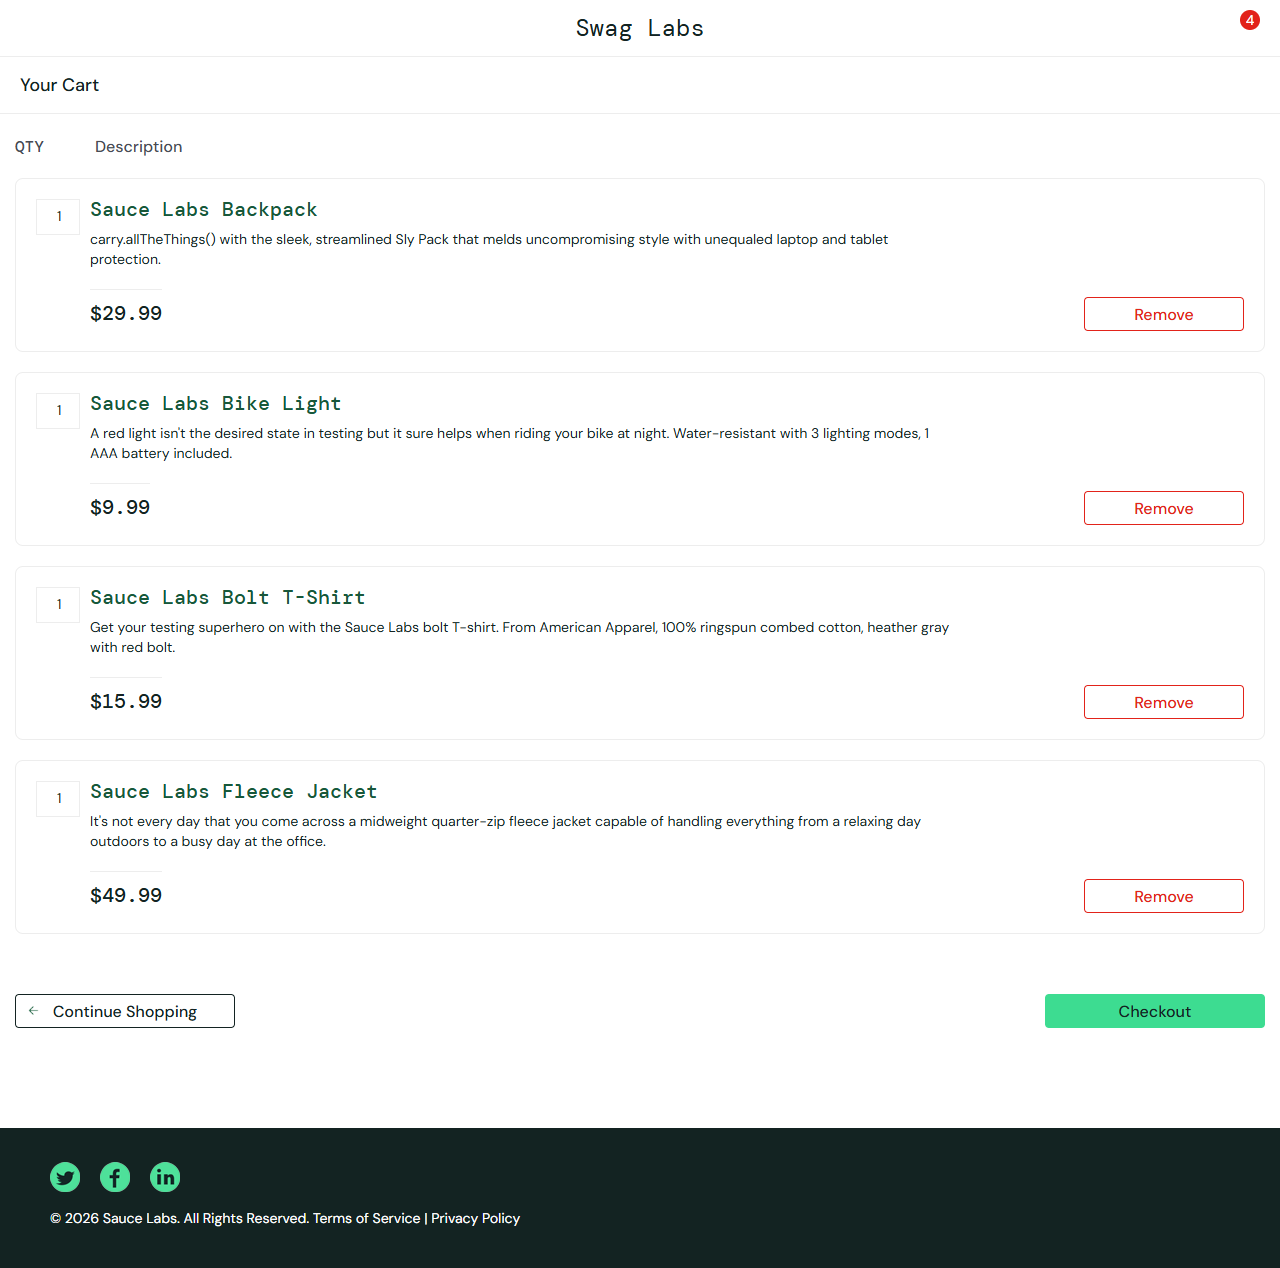 Swag Labs
4
Your Cart
QTY Description
1
Sauce Labs Backpack
carry.allTheThings() with the sleek, streamlined Sly Pack that melds uncompromising style with unequaled laptop and tablet
protection.
$29.99
Remove
1
Sauce Labs Bike Light
A red light isn't the desired state in testing but it sure helps when riding your bike at night. Water-resistant with 3 lighting modes, 1
AAA battery included.
$9.99
Remove
1
Sauce Labs Bolt T-Shirt
Get your testing superhero on with the Sauce Labs bolt T-shirt. From American Apparel, 100% ringspun combed cotton, heather gray
with red bolt.
$15.99
Remove
1
Sauce Labs Fleece Jacket
It's not every day that you come across a midweight quarter-zip fleece jacket capable of handling everything from a relaxing day
outdoors to a busy day at the office.
$49.99
Remove
Continue Shopping
Checkout
© 2026 Sauce Labs. All Rights Reserved. Terms of Service | Privacy Policy